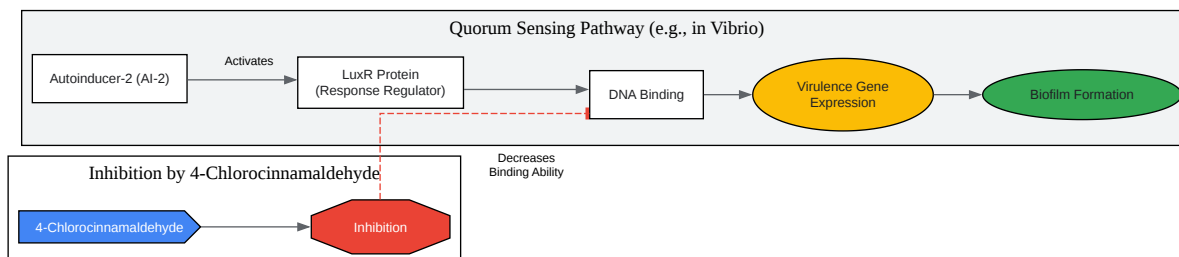 Quorum Sensing Pathway (e.g., in Vibrio)
Autoinducer-2 (AI-2)
Activates
LuxR Protein
(Response Regulator)
DNA Binding
Virulence Gene
Expression
Biofilm Formation
Decreases
Binding Ability
Inhibition by 4-Chlorocinnamaldehyde
4-Chlorocinnamaldehyde
Inhibition